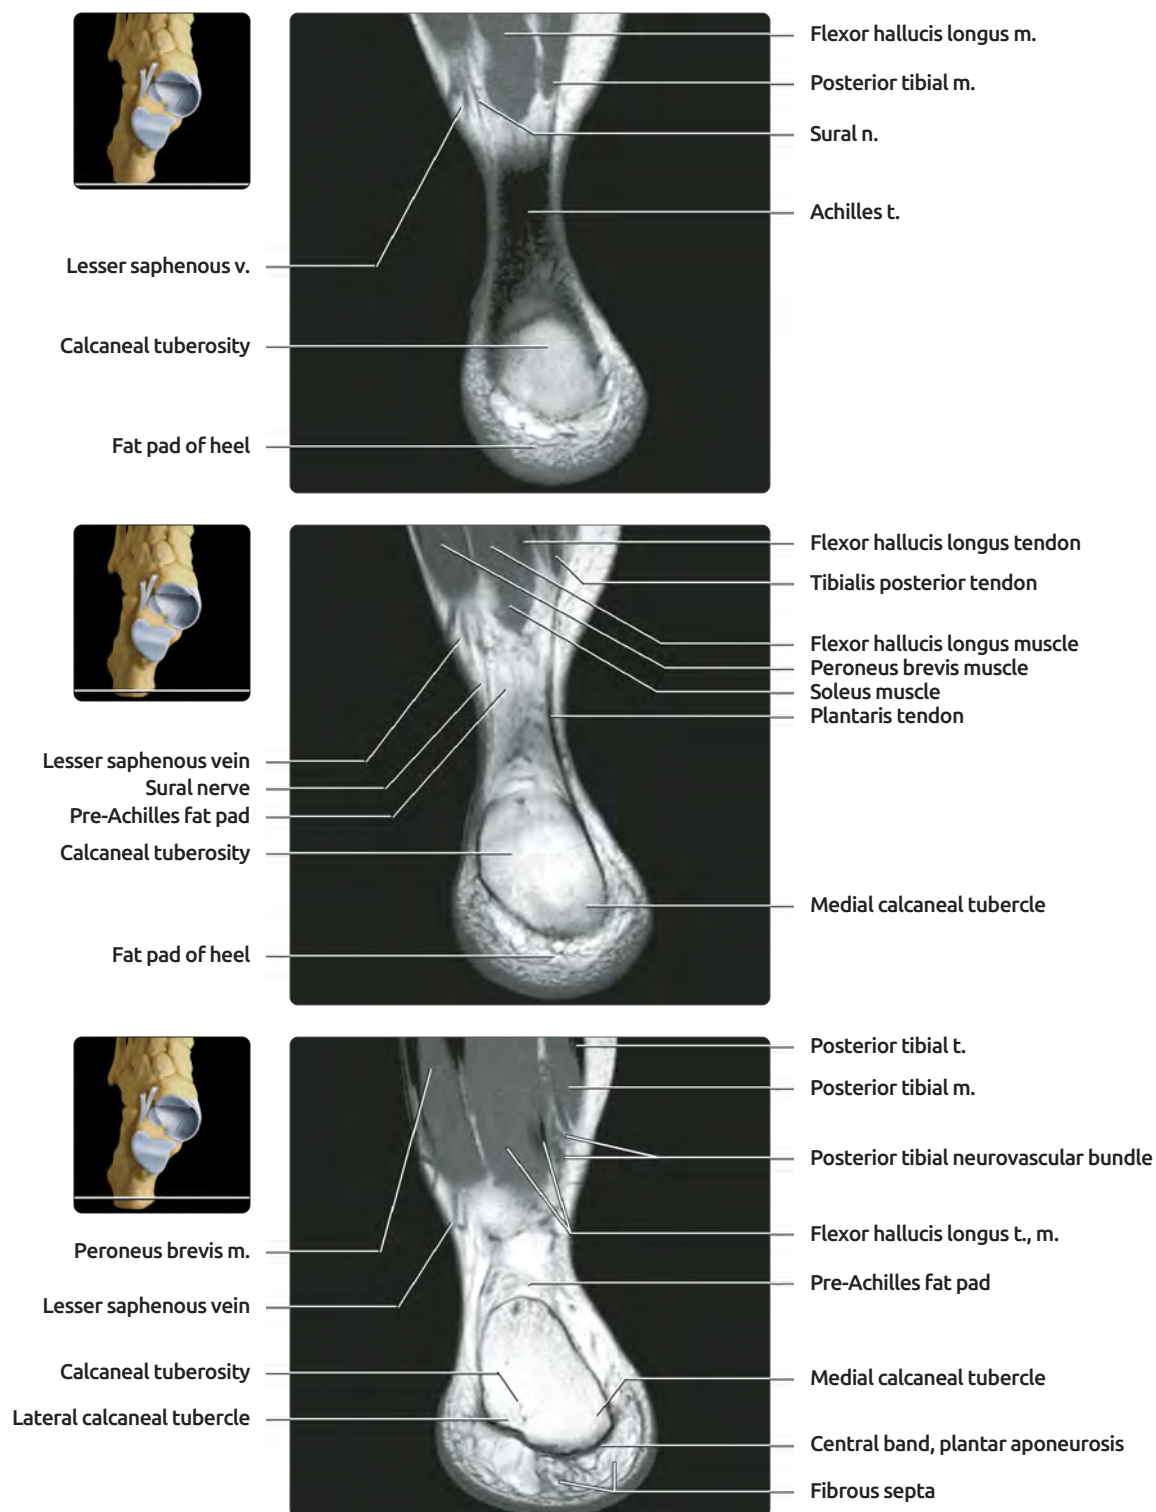 Flexor hallucis longus m.
Posterior tibial m.
Sural n.
Achilles t.
Lesser saphenous v.
Calcaneal tuberosity
Fat pad of heel
Flexor hallucis longus tendon
Tibialis posterior tendon
Flexor hallucis longus muscle
Peroneus brevis muscle
Soleus muscle
Plantaris tendon
Lesser saphenous vein
Sural nerve
Pre-Achilles fat pad
Calcaneal tuberosity
Medial calcaneal tubercle
Fat pad of heel
Posterior tibial t.
Posterior tibial m.
Posterior tibial neurovascular bundle
Flexor hallucis longus t., m.
Peroneus brevis m.
Pre-Achilles fat pad
Lesser saphenous vein
Calcaneal tuberosity
Medial calcaneal tubercle
Lateral calcaneal tubercle
Central band, plantar aponeurosis
Fibrous septa